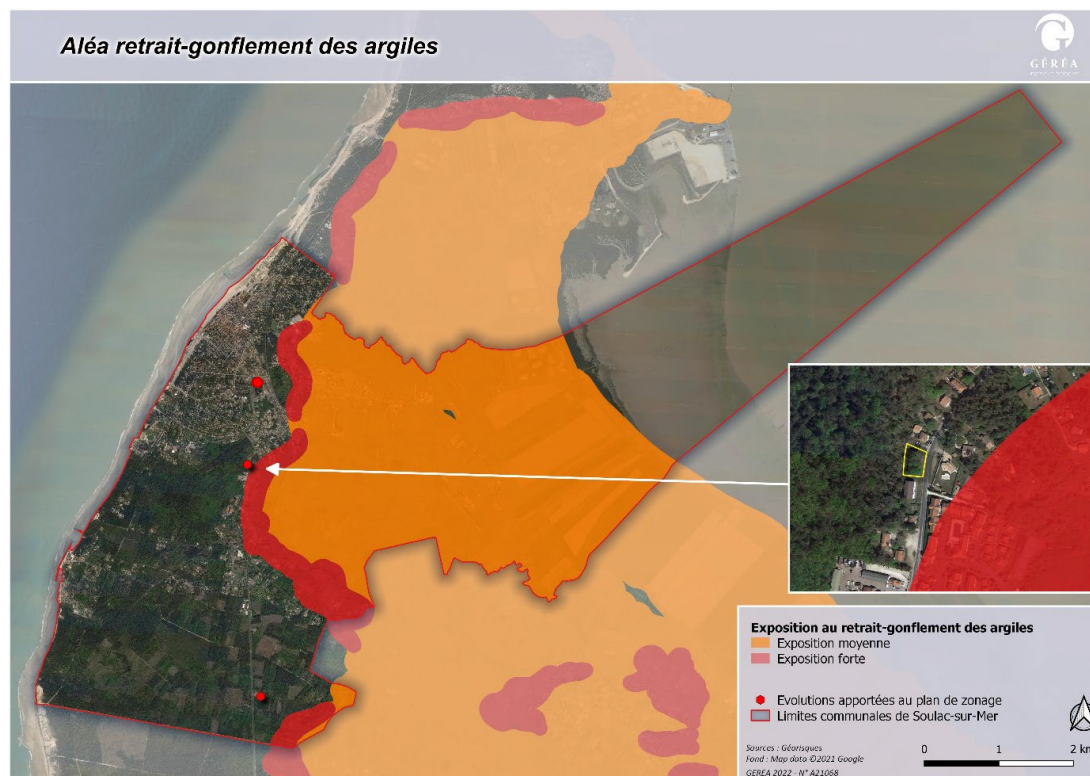 Aléa retrait-gonflement des argiles
GÉRÉA
Exposition au retrait-gonflement des argiles
Exposition moyenne
Exposition forte
Evolutions apportées au plan de zonage
Limites communales de Soulac-sur-Mer
Sources : Géorisques
Fond : Map data ©2021 Google
GEREA 2022 - N° A21068
0 1 2 km